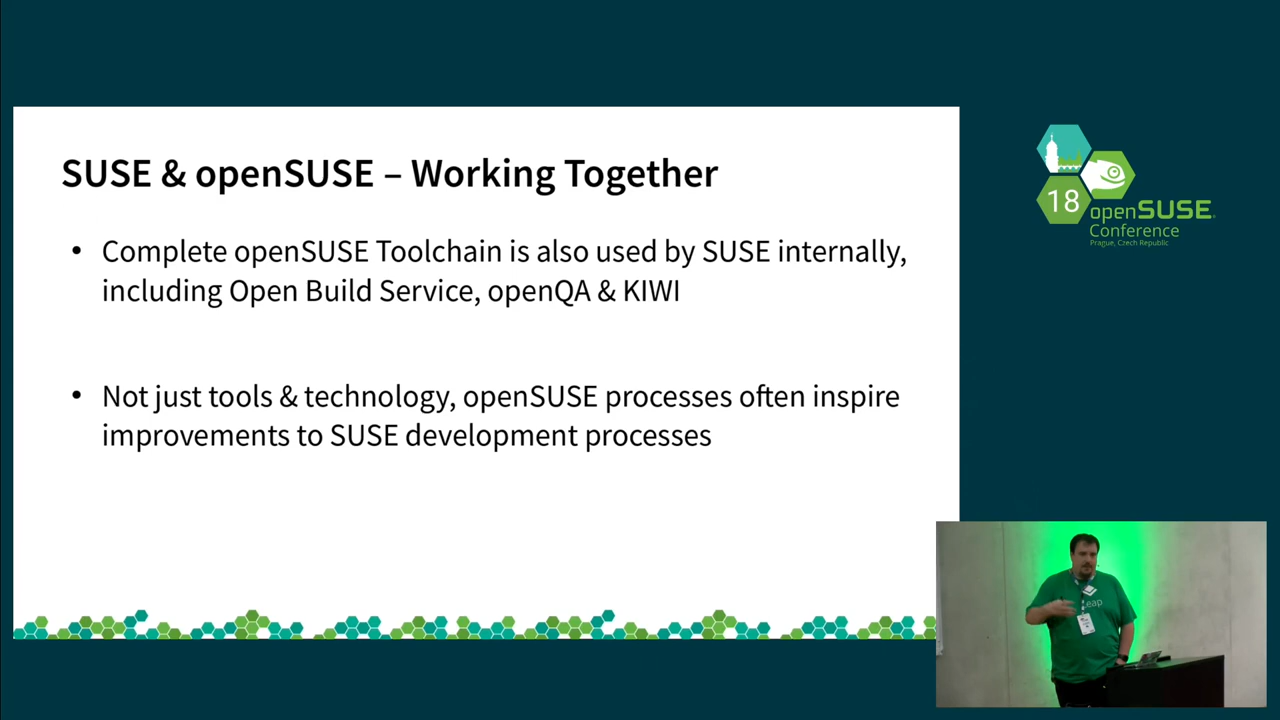 SUSE & openSUSE – Working Together
• Complete openSUSE Toolchain is also used by SUSE internally,
including Open Build Service, openQA & KIWI
• Not just tools & technology, openSUSE processes often inspire
improvements to SUSE development processes
18
openSUSE
Conference
Prague, Czech Republic
Leap